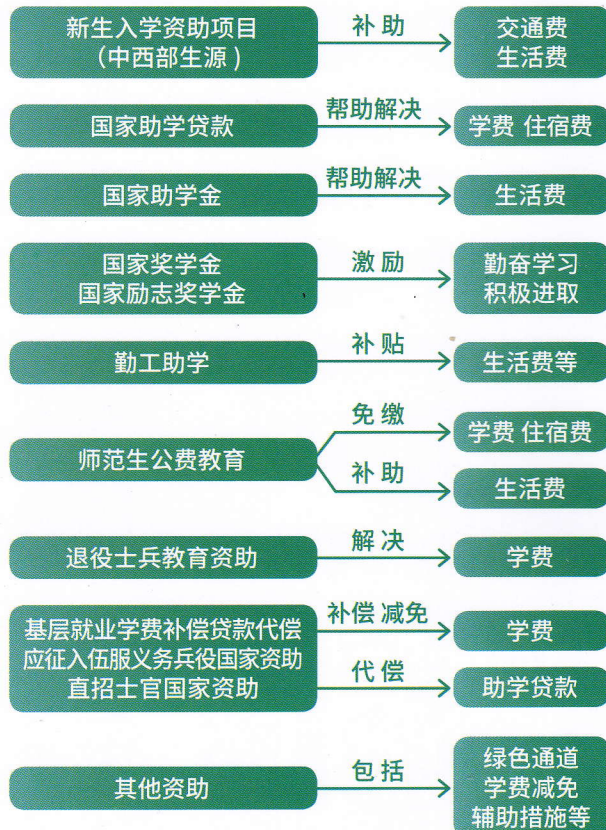 新生入学资助项目
（中西部生源）
补助
交通费
生活费
国家助学贷款
帮助解决
学费 住宿费
国家助学金
帮助解决
生活费
国家奖学金
国家励志奖学金
激励
勤奋学习
积极进取
勤工助学
补贴
生活费等
师范生公费教育
免缴
学费 住宿费
补助
生活费
退役士兵教育资助
解决
学费
基层就业学费补偿贷款代偿
应征入伍服义务兵役国家资助
直招士官国家资助
补偿 减免
学费
代偿
助学贷款
其他资助
包括
绿色通道
学费减免
辅助措施等